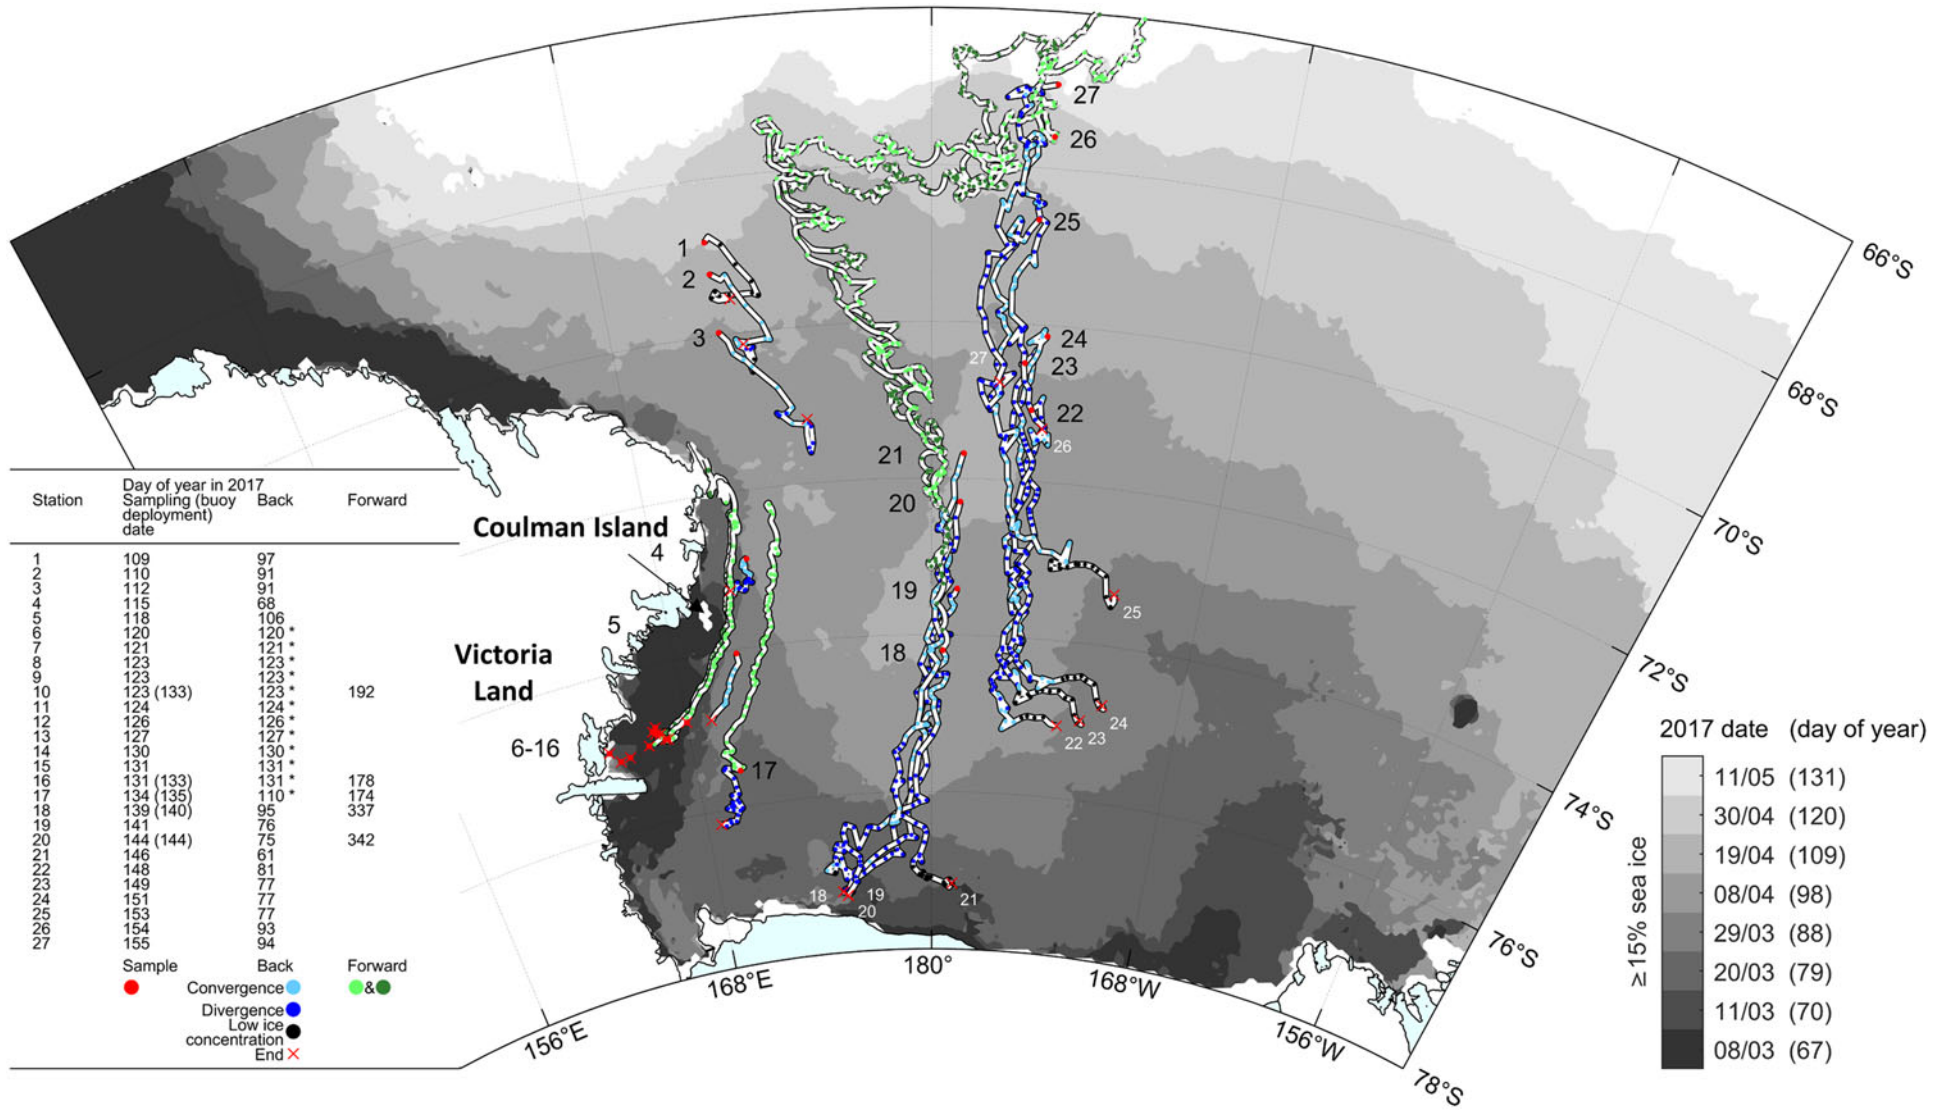 27
26
25
24
23
22
27
26
1
2
3
21
20
19
18
4
5
6-16
17
25
24
23
22
18
19
20
21
Coulman Island
Victoria
Land
66°S
68°S
70°S
72°S
74°S
76°S
78°S
156°E
168°E
180°
168°W
156°W
Station
Day of year in 2017
Sampling (buoy
deployment)
date
Back
Forward
1 109 97
2 110 91
3 112 91
4 115 68
5 118 106
6 120 120 *
7 121 121 *
8 123 123 *
9 123 123 *
10 123 (133) 123 * 192
11 124 124 *
12 126 126 *
13 127 127 *
14 130 130 *
15 131 131 *
16 131 (133) 131 * 178
17 134 (135) 110 * 174
18 139 (140) 95 337
19 141 76
20 144 (144) 75 342
21 146 61
22 148 81
23 149 77
24 151 77
25 153 77
26 154 93
27 155 94
Sample Back Forward
Convergence &
Divergence
Low ice
concentration
End
2017 date (day of year)
≥15% sea ice
11/05 (131)
30/04 (120)
19/04 (109)
08/04 (98)
29/03 (88)
20/03 (79)
11/03 (70)
08/03 (67)